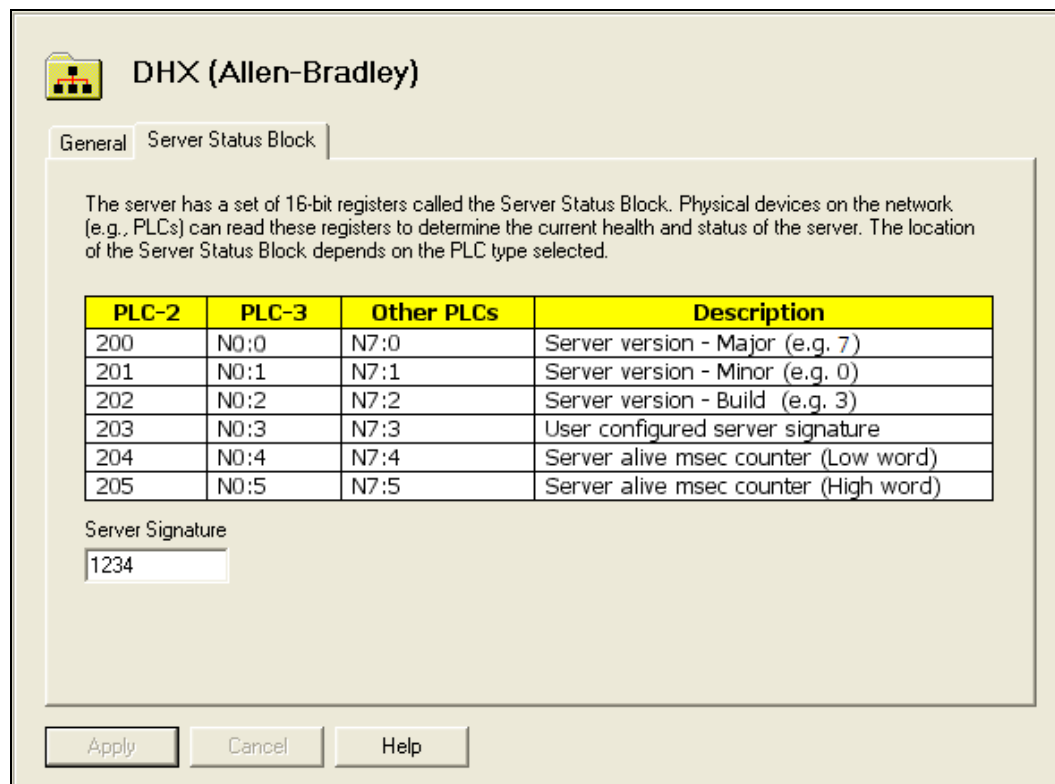 DHX (Allen-Bradley)
General Server Status Block
The server has a set of 16-bit registers called the Server Status Block. Physical devices on the network
(e.g., PLCs) can read these registers to determine the current health and status of the server. The location
of the Server Status Block depends on the PLC type selected.
PLC-2 PLC-3 Other PLCs Description
200 N0:0 N7:0 Server version - Major (e.g. 7)
201 N0:1 N7:1 Server version - Minor (e.g. 0)
202 N0:2 N7:2 Server version - Build (e.g. 3)
203 N0:3 N7:3 User configured server signature
204 N0:4 N7:4 Server alive msec counter (Low word)
205 N0:5 N7:5 Server alive msec counter (High word)
Server Signature
1234
Apply Cancel Help